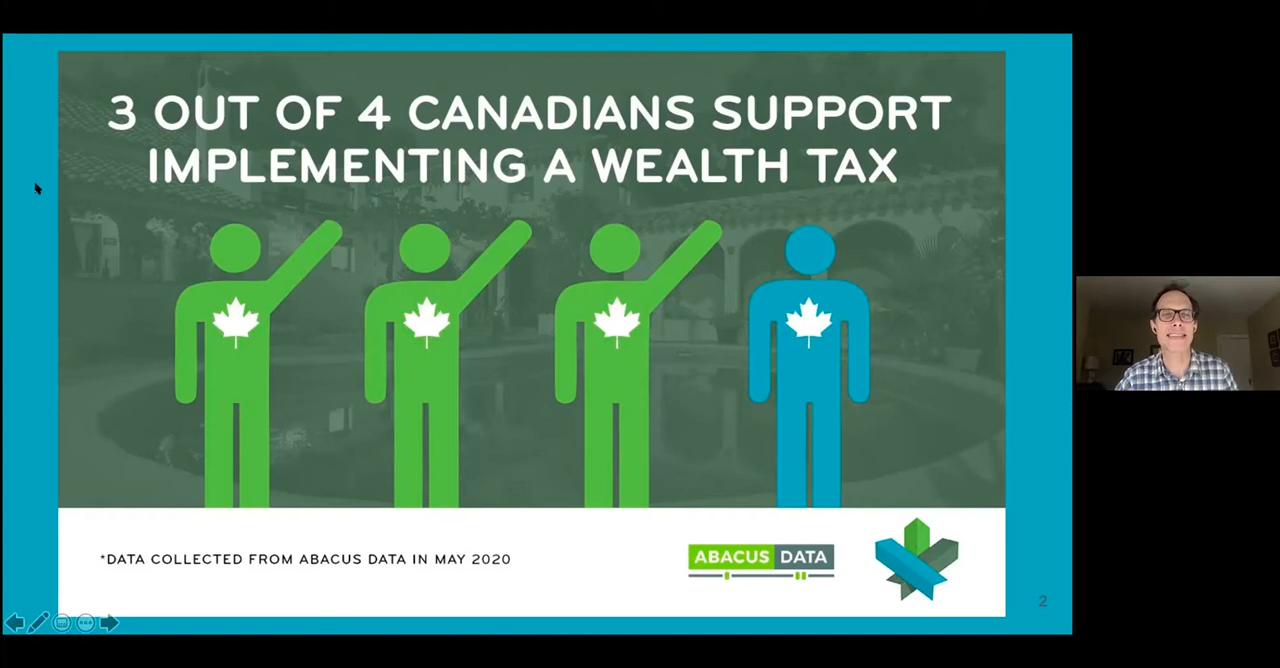 3 OUT OF 4 CANADIANS SUPPORT
IMPLEMENTING A WEALTH TAX
*DATA COLLECTED FROM ABACUS DATA IN MAY 2020
ABACUS DATA
2